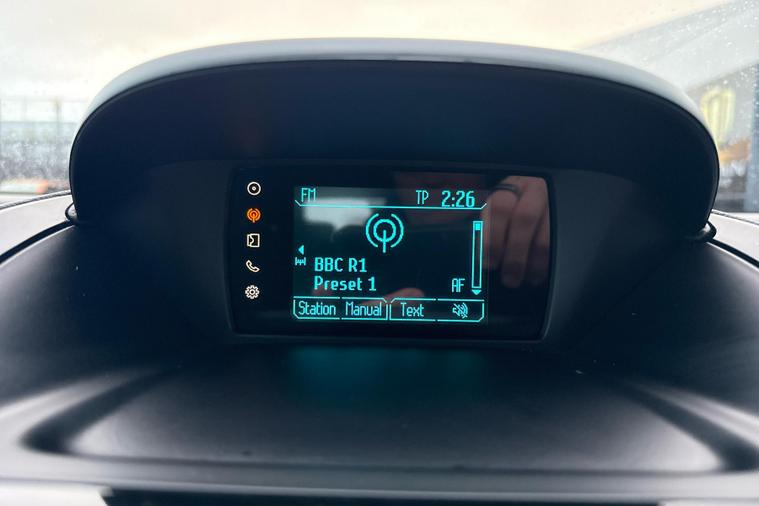 FM TP 2:26
BBC R1
Preset 1 AF
Station Manual Text